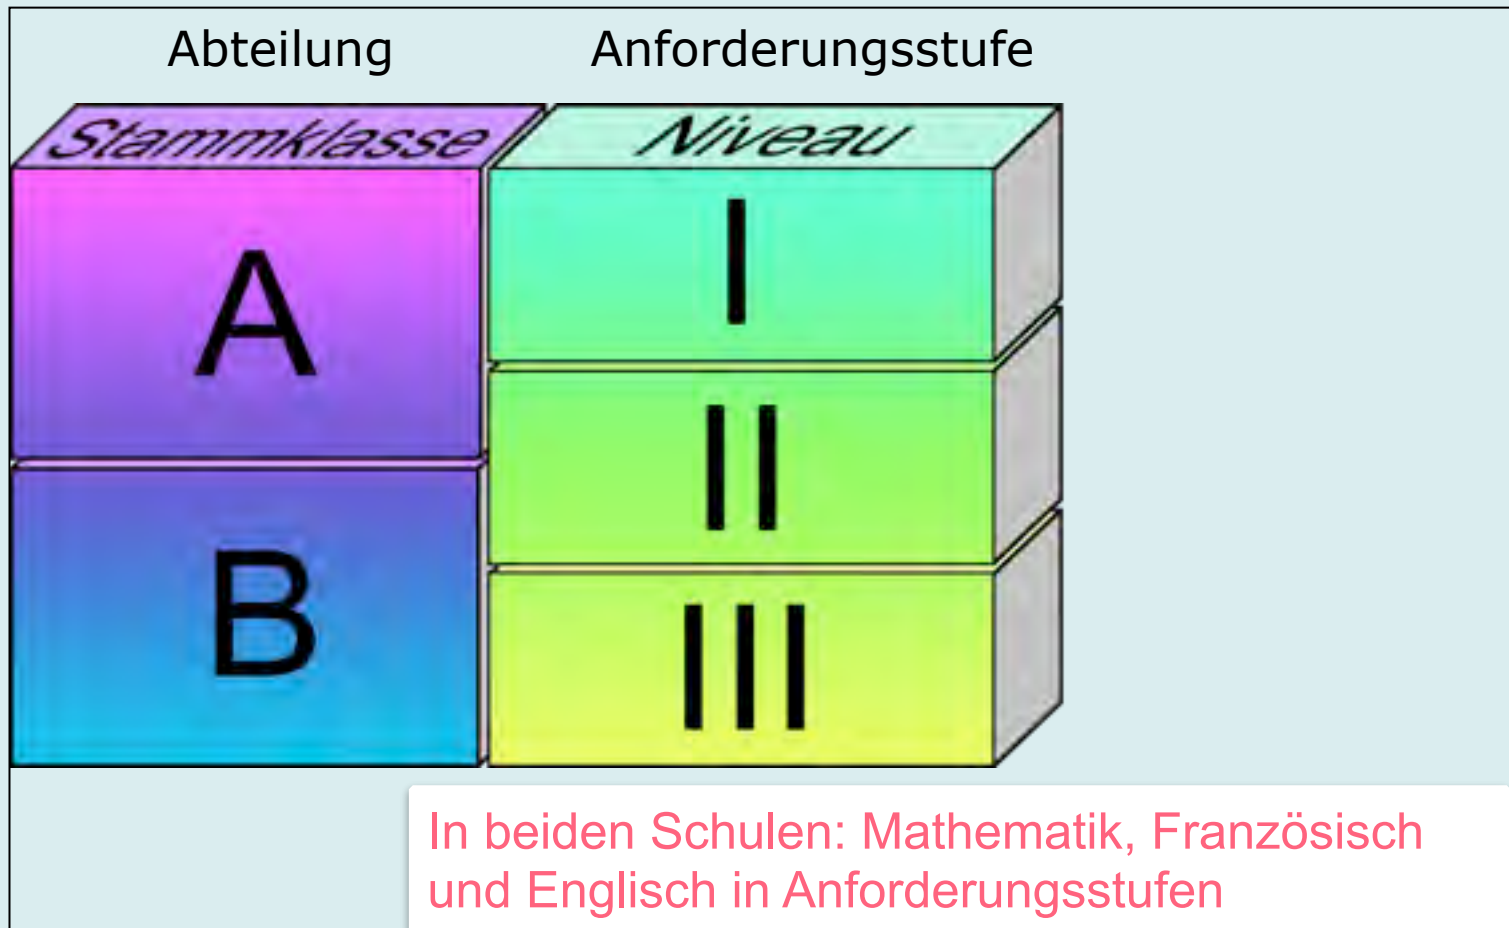 Abteilung
Anforderungsstufe
Stammklasse
Niveau
A
I
II
B
III
In beiden Schulen: Mathematik, Französisch
und Englisch in Anforderungsstufen